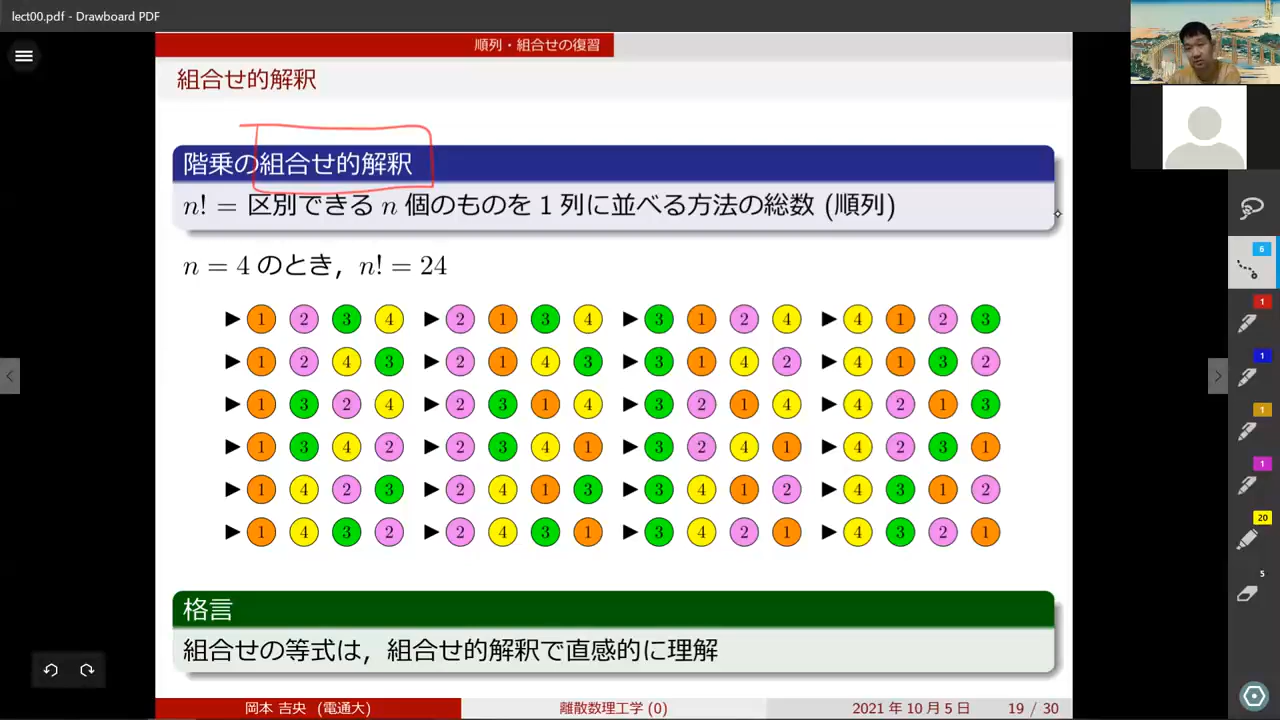 lect00.pdf - Drawboard PDF
順列・組合せの復習
組合せ的解釈
階乗の組合せ的解釈
n! = 区別できる n 個のものを 1 列に並べる方法の総数 (順列)
n = 4 のとき，n! = 24
▶ 1 2 3 4 ▶ 2 1 3 4 ▶ 3 1 2 4 ▶ 4 1 2 3
▶ 1 2 4 3 ▶ 2 1 4 3 ▶ 3 1 4 2 ▶ 4 1 3 2
▶ 1 3 2 4 ▶ 2 3 1 4 ▶ 3 2 1 4 ▶ 4 2 1 3
▶ 1 3 4 2 ▶ 2 3 4 1 ▶ 3 2 4 1 ▶ 4 2 3 1
▶ 1 4 2 3 ▶ 2 4 1 3 ▶ 3 4 1 2 ▶ 4 3 1 2
▶ 1 4 3 2 ▶ 2 4 3 1 ▶ 3 4 2 1 ▶ 4 3 2 1
格言
組合せの等式は，組合せ的解釈で直感的に理解
岡本 吉央 (電通大) 離散数理工学 (0) 2021 年 10 月 5 日 19 / 30
6
1
1
1
1
20
5